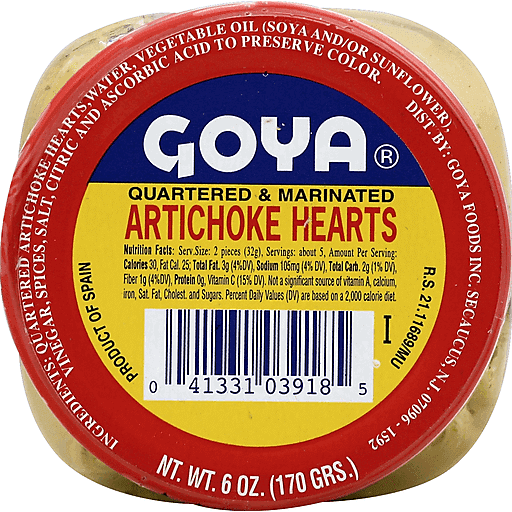 INGREDIENTS: QUARTERED ARTICHOKE HEARTS, WATER, VEGETABLE OIL (SOYA AND/OR SUNFLOWER),
VINEGAR, SPICES, SALT, CITRIC AND ASCORBIC ACID TO PRESERVE COLOR
DIST. BY: GOYA FOODS INC. SECAUCUS, N.J. 07096 - 1592
GOYA®
QUARTERED & MARINATED
ARTICHOKE HEARTS
Nutrition Facts: Serv.Size: 2 pieces (32g), Servings: about 5, Amount Per Serving:
Calories 30, Fat Cal. 25; Total Fat. 3g (4%DV), Sodium 105mg (4% DV), Total Carb. 2g (1% DV),
Fiber 1g (4%DV), Protein 0g, Vitamin C (15% DV). Not a significant source of vitamin A, calcium,
iron, Sat. Fat, Cholest. and Sugars. Percent Daily Values (DV) are based on a 2,000 calorie diet.
PRODUCT OF SPAIN
I
R.S. 21.11689/MU
0 41331 03918 5
NT. WT. 6 OZ. (170 GRS.)